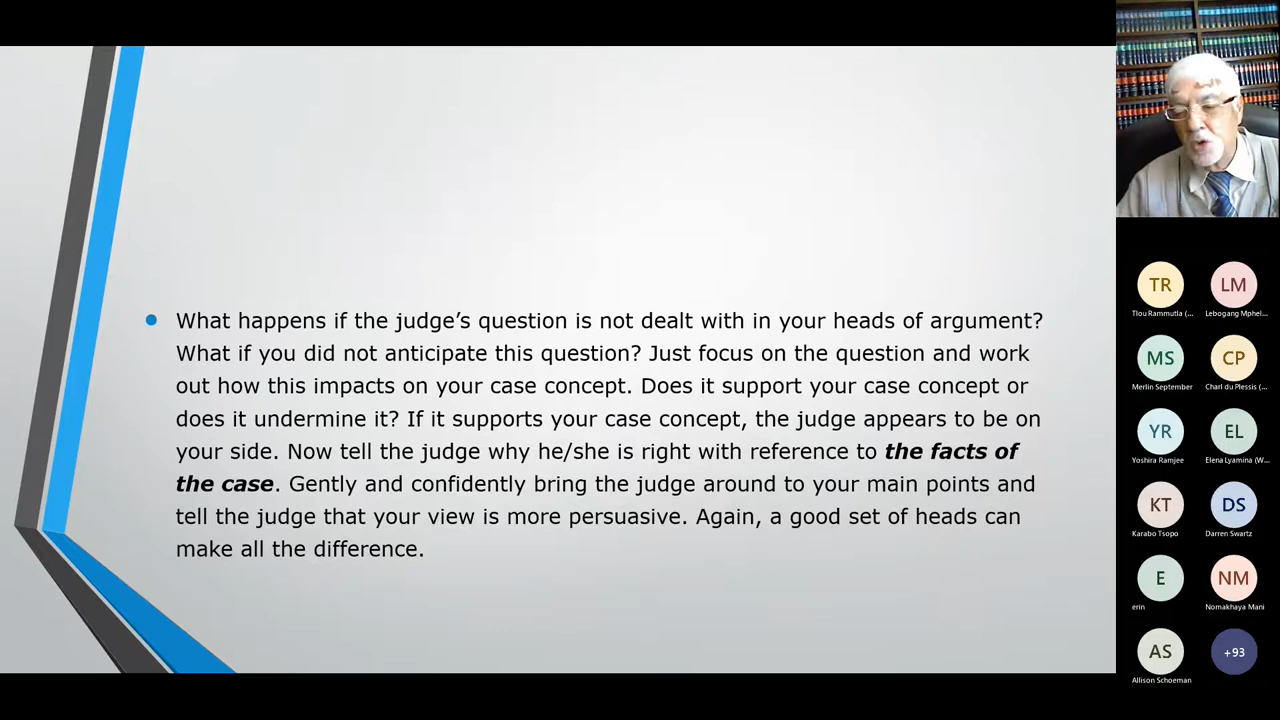 What happens if the judge’s question is not dealt with in your heads of argument?
What if you did not anticipate this question? Just focus on the question and work
out how this impacts on your case concept. Does it support your case concept or
does it undermine it? If it supports your case concept, the judge appears to be on
your side. Now tell the judge why he/she is right with reference to the facts of
the case. Gently and confidently bring the judge around to your main points and
tell the judge that your view is more persuasive. Again, a good set of heads can
make all the difference.
TR
LM
Tlou Rammutla (...
Lebogang Mphel...
MS
CP
Merlin September
Charl du Plessis (...
YR
EL
Yoshira Ramjee
Elena Lyamina (W...
KT
DS
Karabo Tsopo
Darren Swartz
E
NM
erin
Nomakhaya Mani
AS
+93
Allison Schoeman